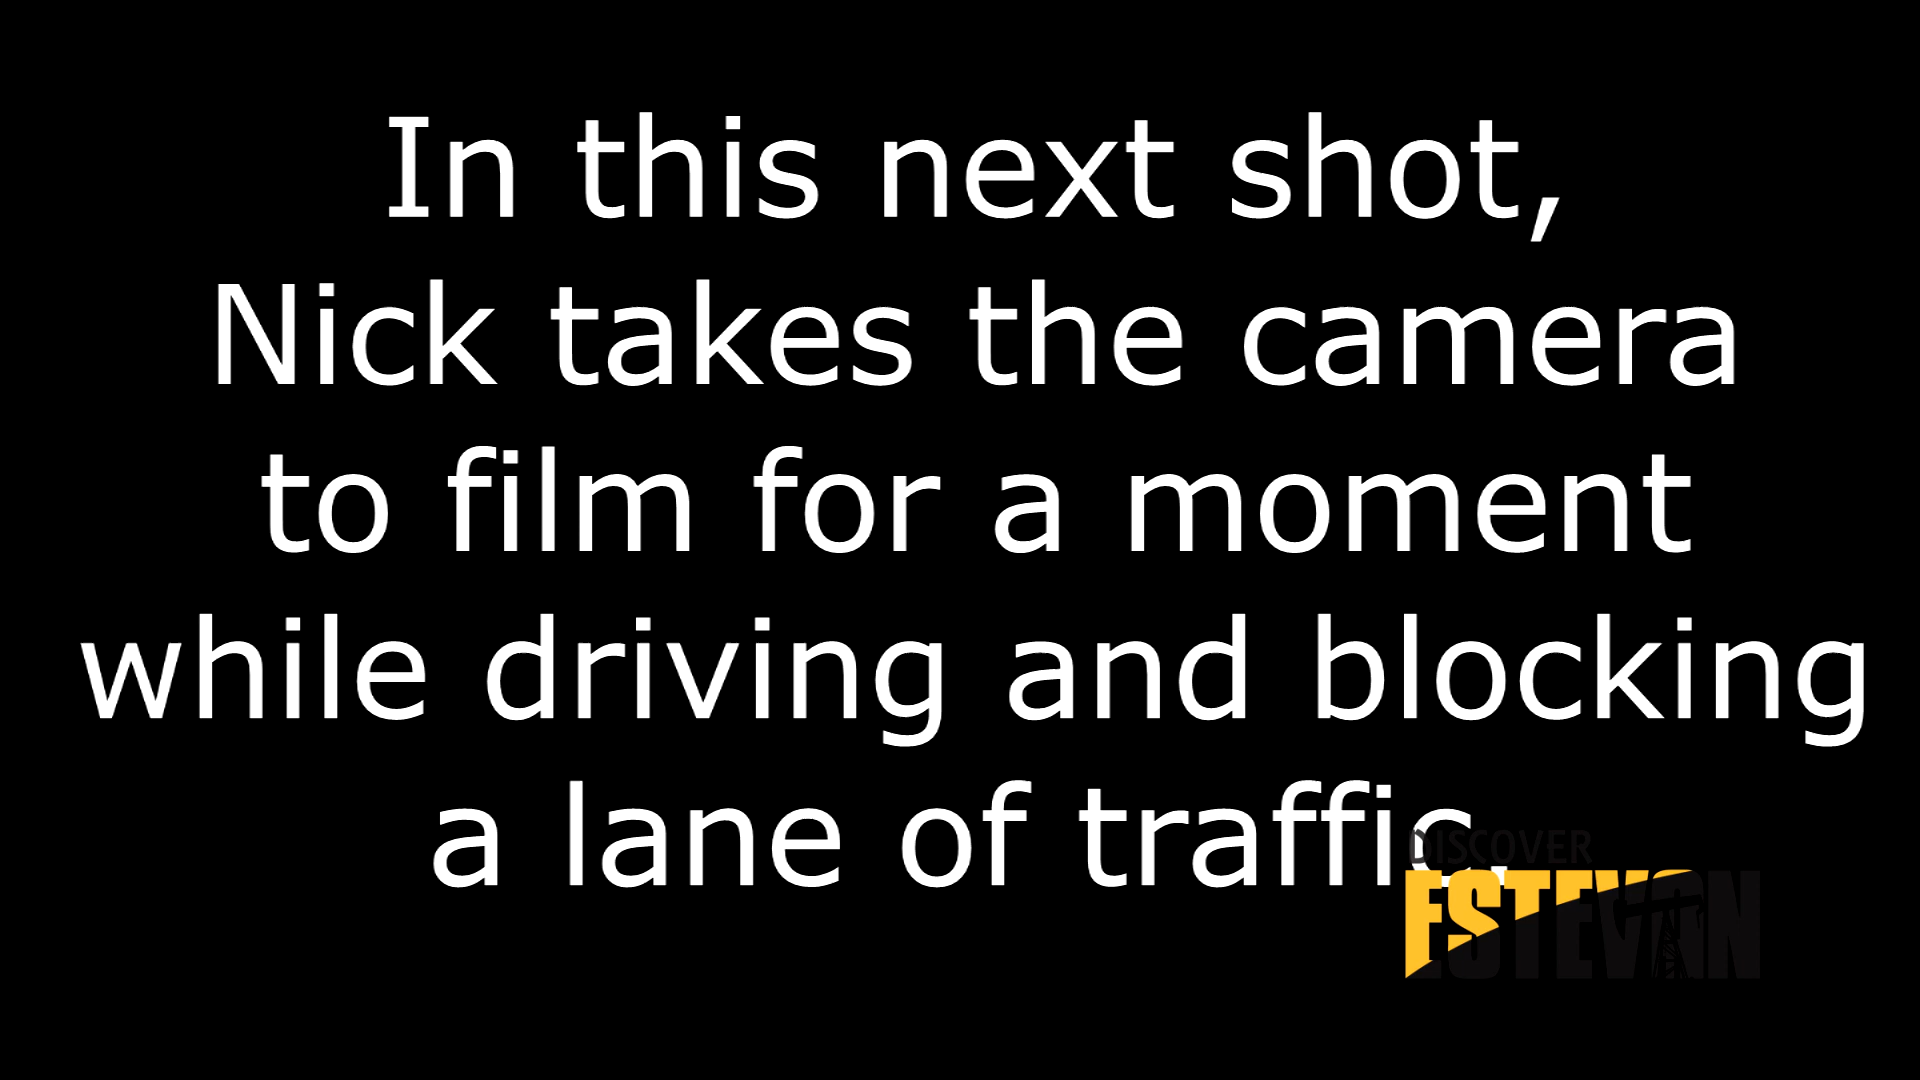 In this next shot,
Nick takes the camera
to film for a moment
while driving and blocking
a lane of traffic.
DISCOVER
ESTEVAN